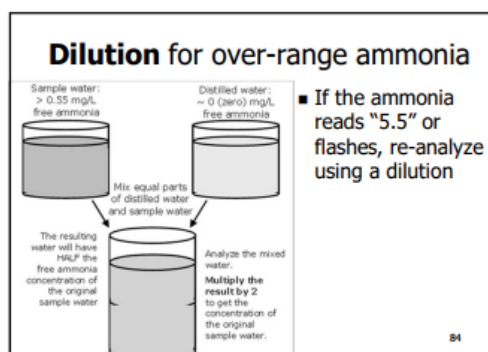 Dilution for over-range ammonia
Sample water:
> 0.55 mg/L
free ammonia
Distilled water:
~ 0 (zero) mg/L
free ammonia
Mix equal parts
of distilled water
and sample water
The resulting
water will have
HALF the
free ammonia
concentration of
the original
sample water
Analyze the mixed
water.
Multiply the
result by 2
to get the
concentration of
the original
sample water.
■ If the ammonia
reads “5.5” or
flashes, re-analyze
using a dilution
84